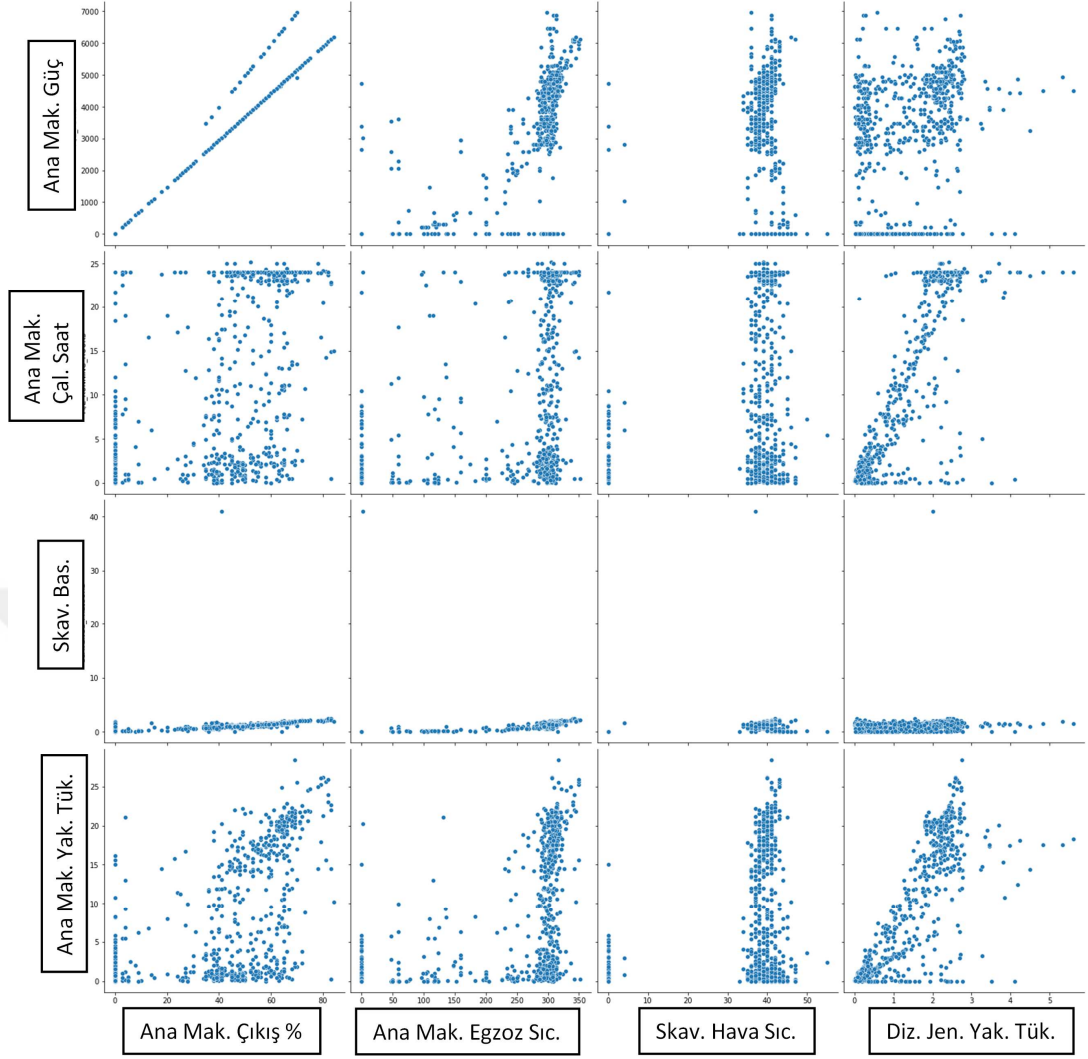 7000
6000
5000
4000
3000
2000
1000
0
Ana Mak. Güç
25
20
15
10
5
0
Ana Mak.
Çal. Saat
40
30
20
10
0
Skav. Bas.
25
20
15
10
5
0
Ana Mak. Yak. Tük.
0 20 40 60 80
0 50 100 150 200 250 300 350
0 10 20 30 40 50
0 1 2 3 4 5
Ana Mak. Çıkış %
Ana Mak. Egzoz Sıc.
Skav. Hava Sıc.
Diz. Jen. Yak. Tük.